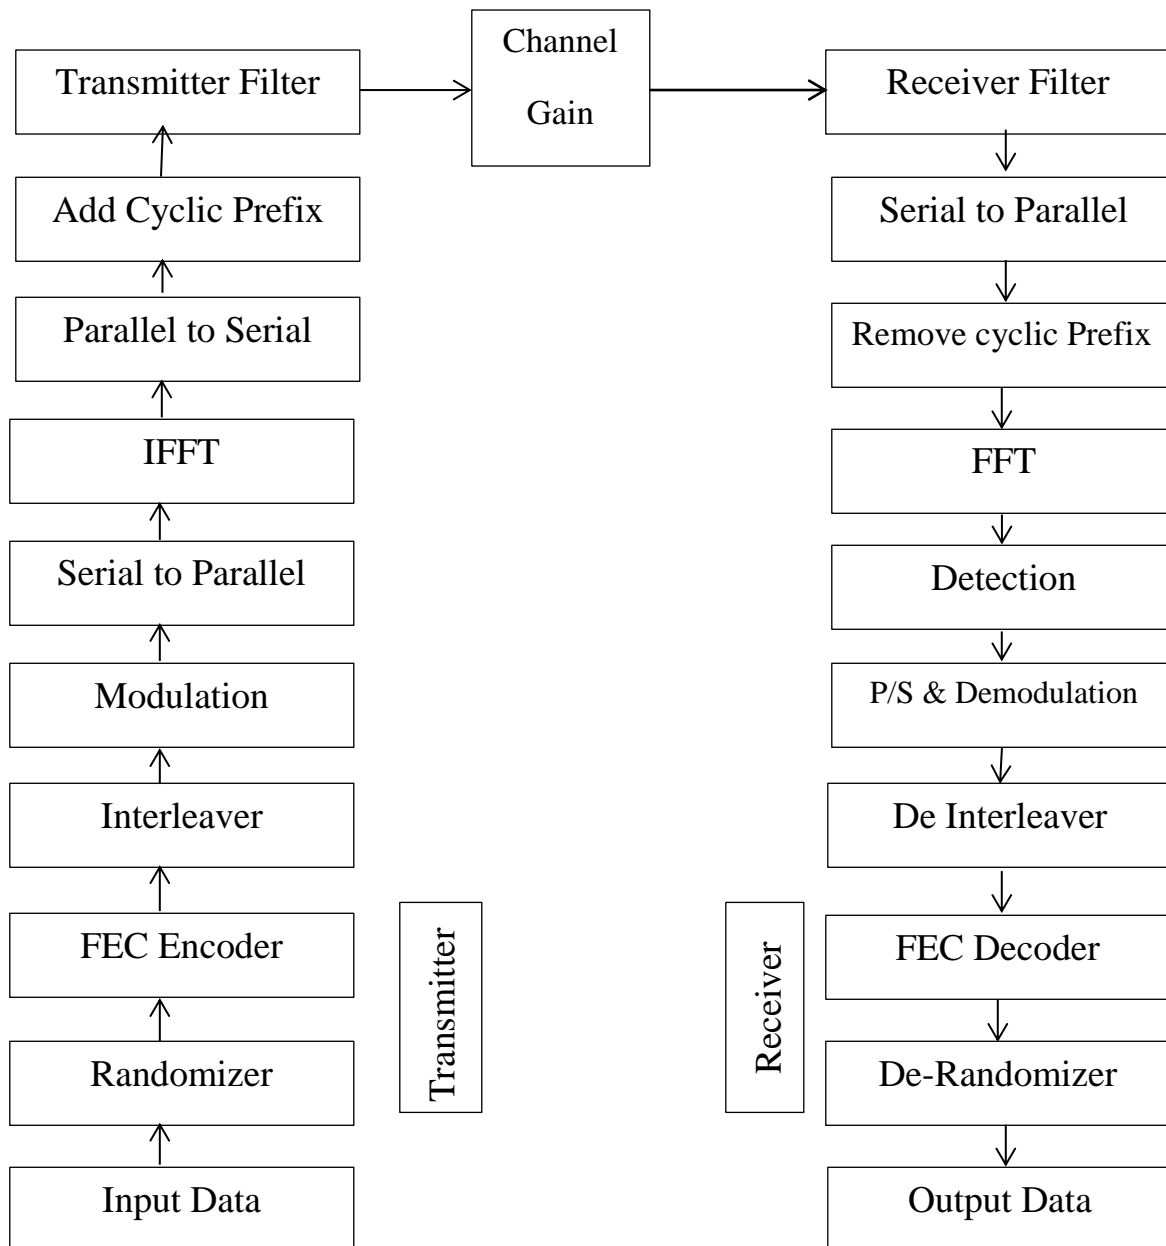 Channel
Gain
Transmitter Filter
Receiver Filter
Add Cyclic Prefix
Serial to Parallel
Parallel to Serial
Remove cyclic Prefix
IFFT
FFT
Serial to Parallel
Detection
Modulation
P/S & Demodulation
Interleaver
De Interleaver
FEC Encoder
Transmitter
Receiver
FEC Decoder
Randomizer
De-Randomizer
Input Data
Output Data